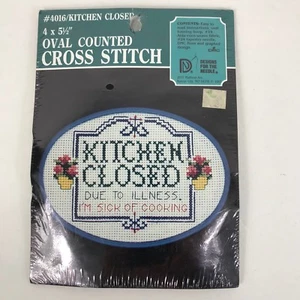 #4016/KITCHEN CLOSED
4 x 5½"
OVAL COUNTED
CROSS STITCH
DESIGNS
FOR THE
NEEDLE
KITCHEN
CLOSED
DUE TO ILLNESS.
I'M SICK OF COOKING